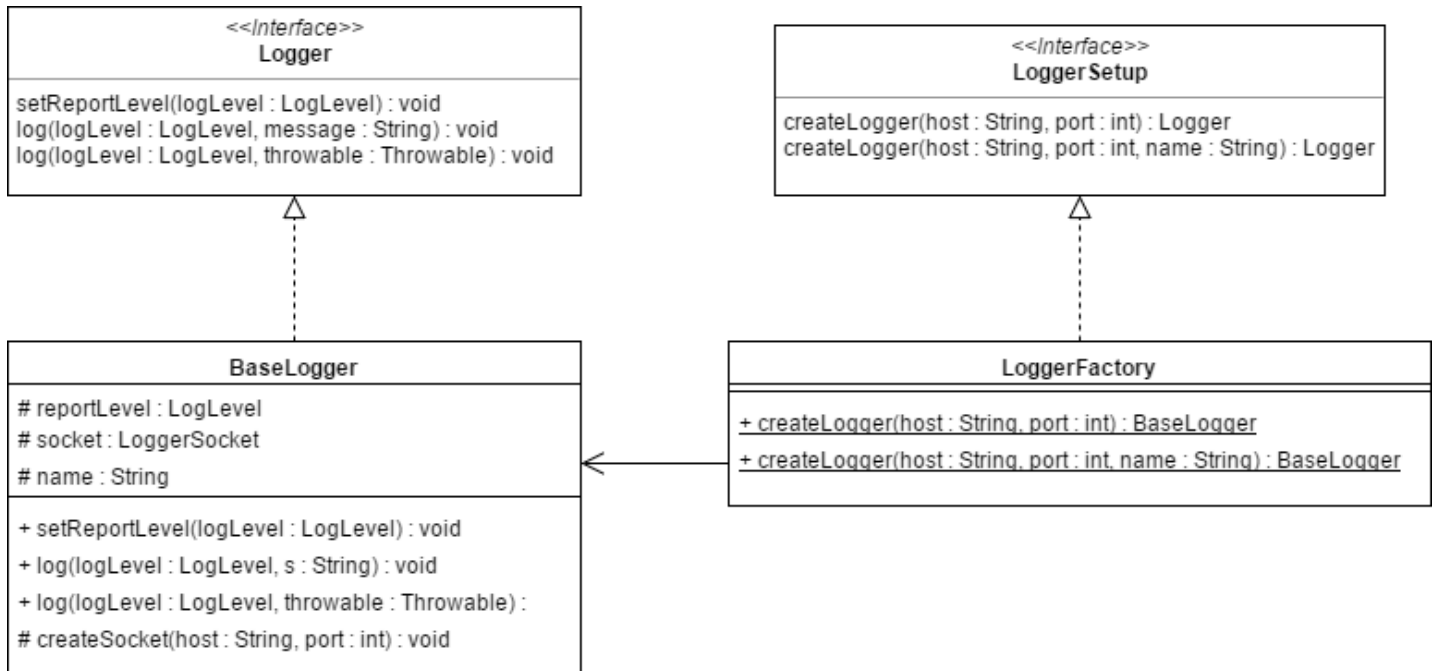 <<Interface>>
Logger
setReportLevel(logLevel : LogLevel) : void
log(logLevel : LogLevel, message : String) : void
log(logLevel : LogLevel, throwable : Throwable) : void
<<Interface>>
LoggerSetup
createLogger(host : String, port : int) : Logger
createLogger(host : String, port : int, name : String) : Logger
BaseLogger
# reportLevel : LogLevel
# socket : LoggerSocket
# name : String
+ setReportLevel(logLevel : LogLevel) : void
+ log(logLevel : LogLevel, s : String) : void
+ log(logLevel : LogLevel, throwable : Throwable) :
# createSocket(host : String, port : int) : void
LoggerFactory
+ createLogger(host : String, port : int) : BaseLogger
+ createLogger(host : String, port : int, name : String) : BaseLogger